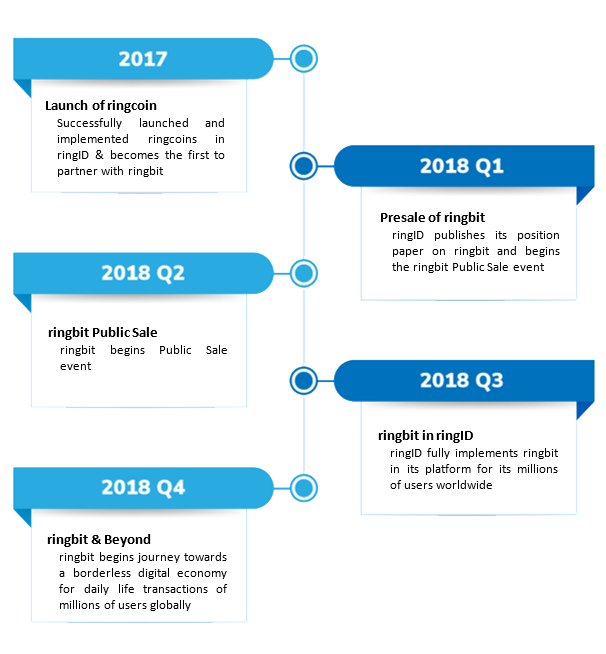 2017
Launch of ringcoin
Successfully launched and
implemented ringcoins in
ringID & becomes the first to
partner with ringbit
2018 Q1
Presale of ringbit
ringID publishes its position
paper on ringbit and begins
the ringbit Public Sale event
2018 Q2
ringbit Public Sale
ringbit begins Public Sale
event
2018 Q3
ringbit in ringID
ringID fully implements ringbit
in its platform for its millions
of users worldwide
2018 Q4
ringbit & Beyond
ringbit begins journey towards
a borderless digital economy
for daily life transactions of
millions of users globally